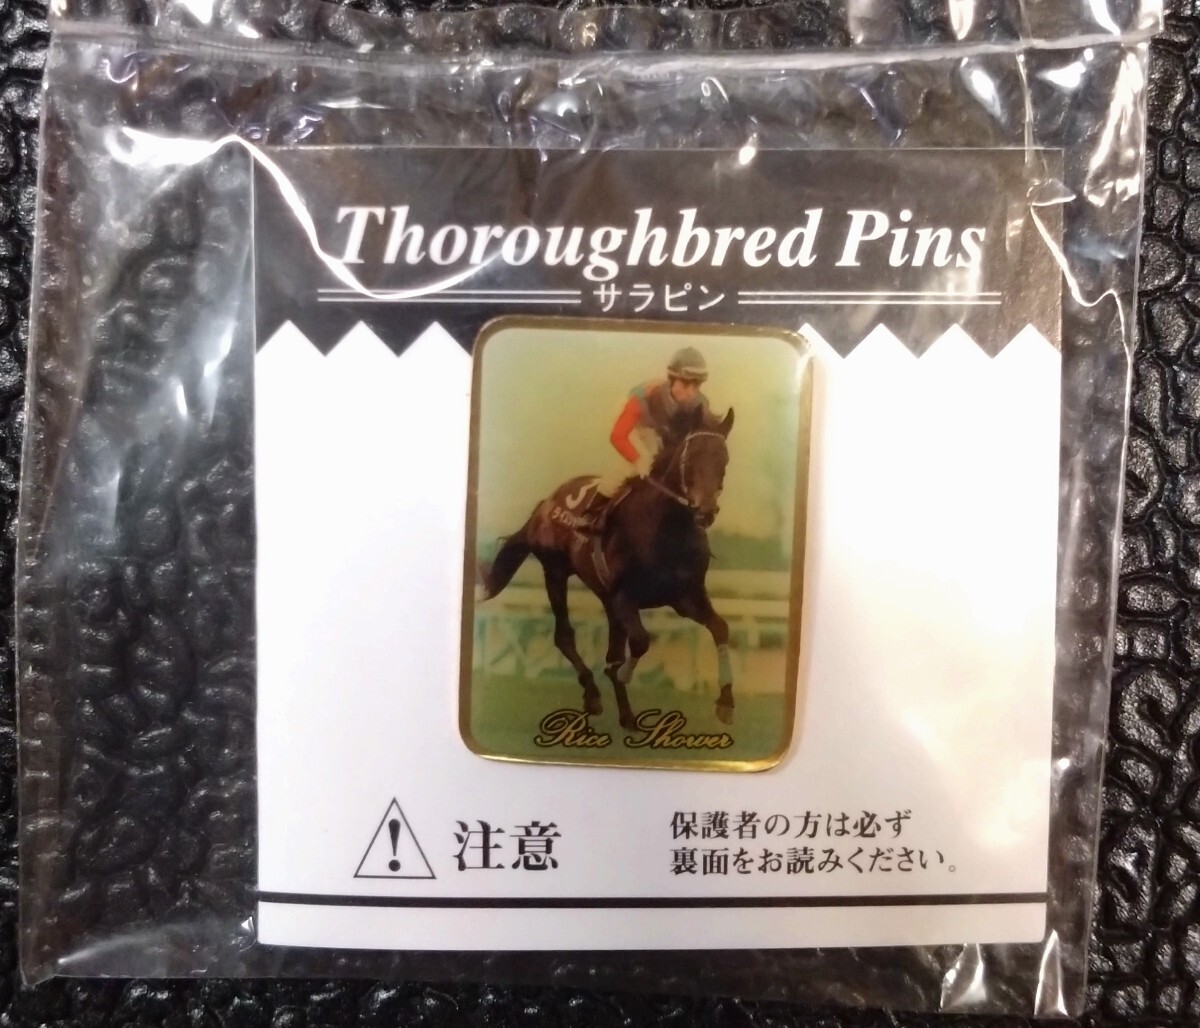 Thoroughbred Pins
サラピン
3
Rice Shower
注意
保護者の方は必ず
裏面をお読みください。